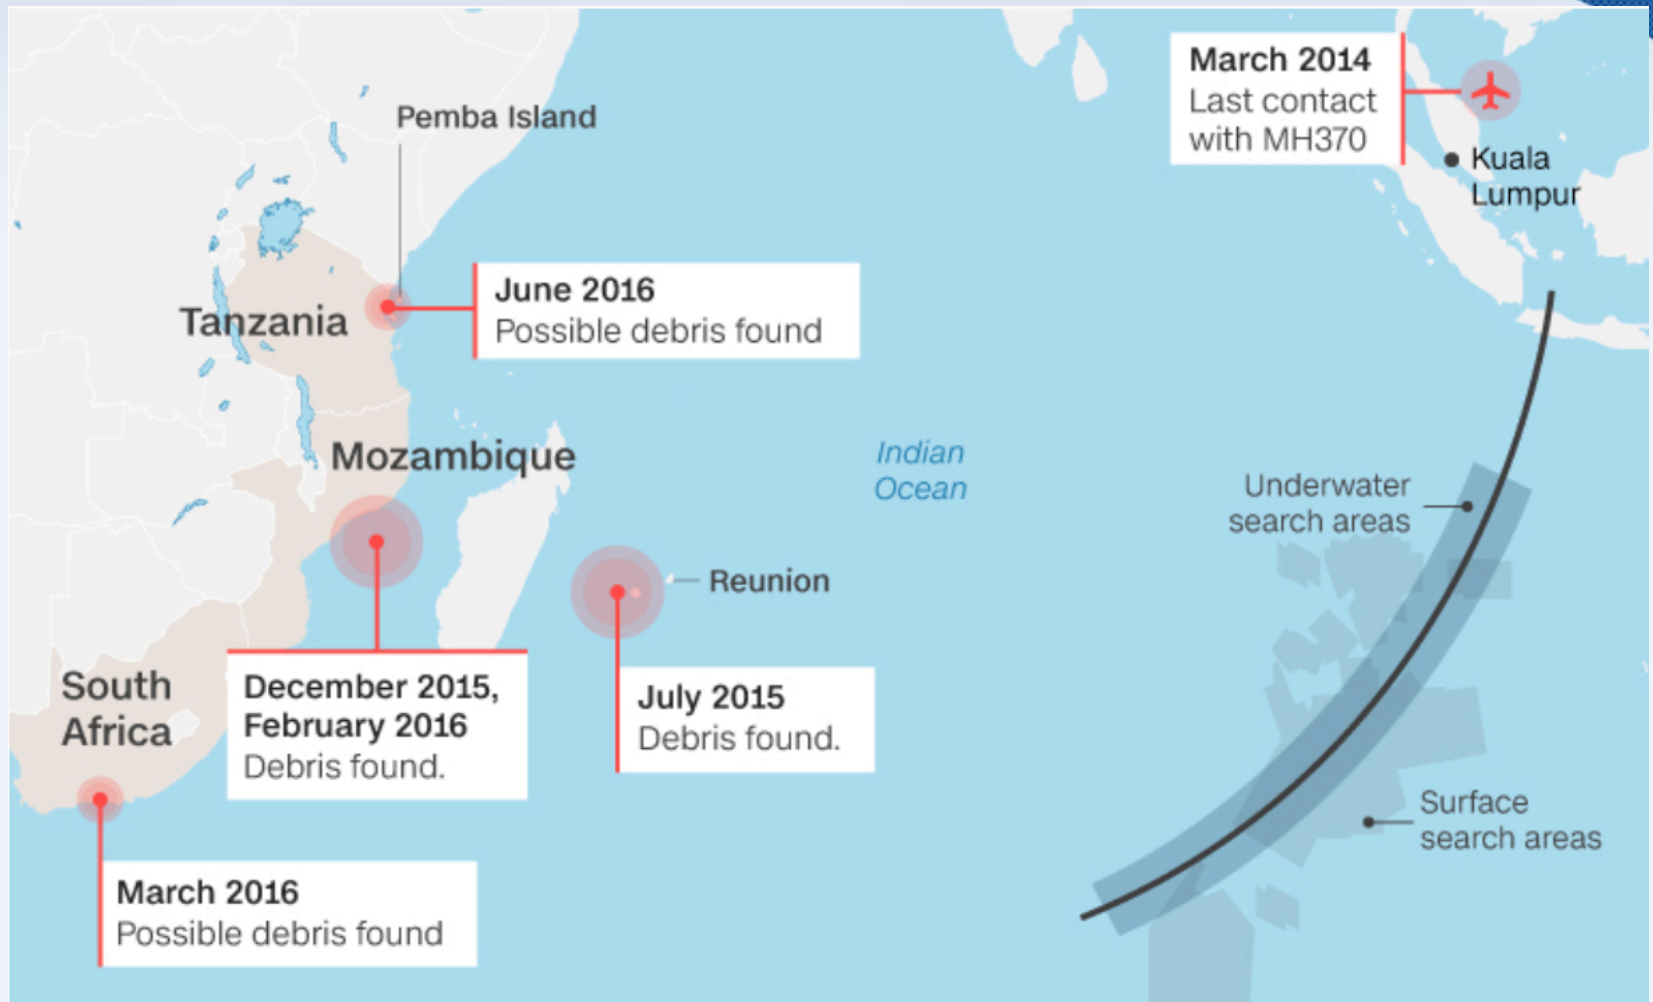 Pemba Island
March 2014
Last contact
with MH370
Kuala
Lumpur
Tanzania
June 2016
Possible debris found
Mozambique
Indian
Ocean
Underwater
search areas
Reunion
South
Africa
December 2015,
February 2016
Debris found.
July 2015
Debris found.
Surface
search areas
March 2016
Possible debris found